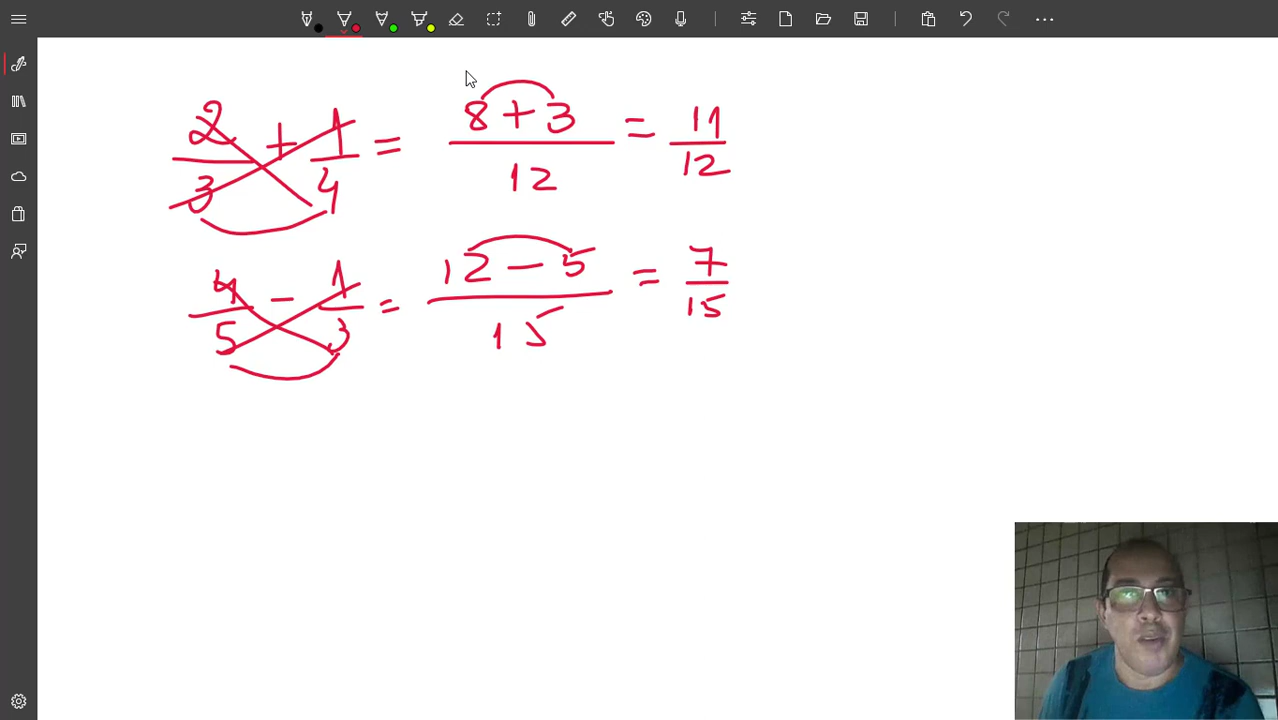 2/3 + 1/4 = (8 + 3)/12 = 11/12
4/5 - 1/3 = (12 - 5)/15 = 7/15